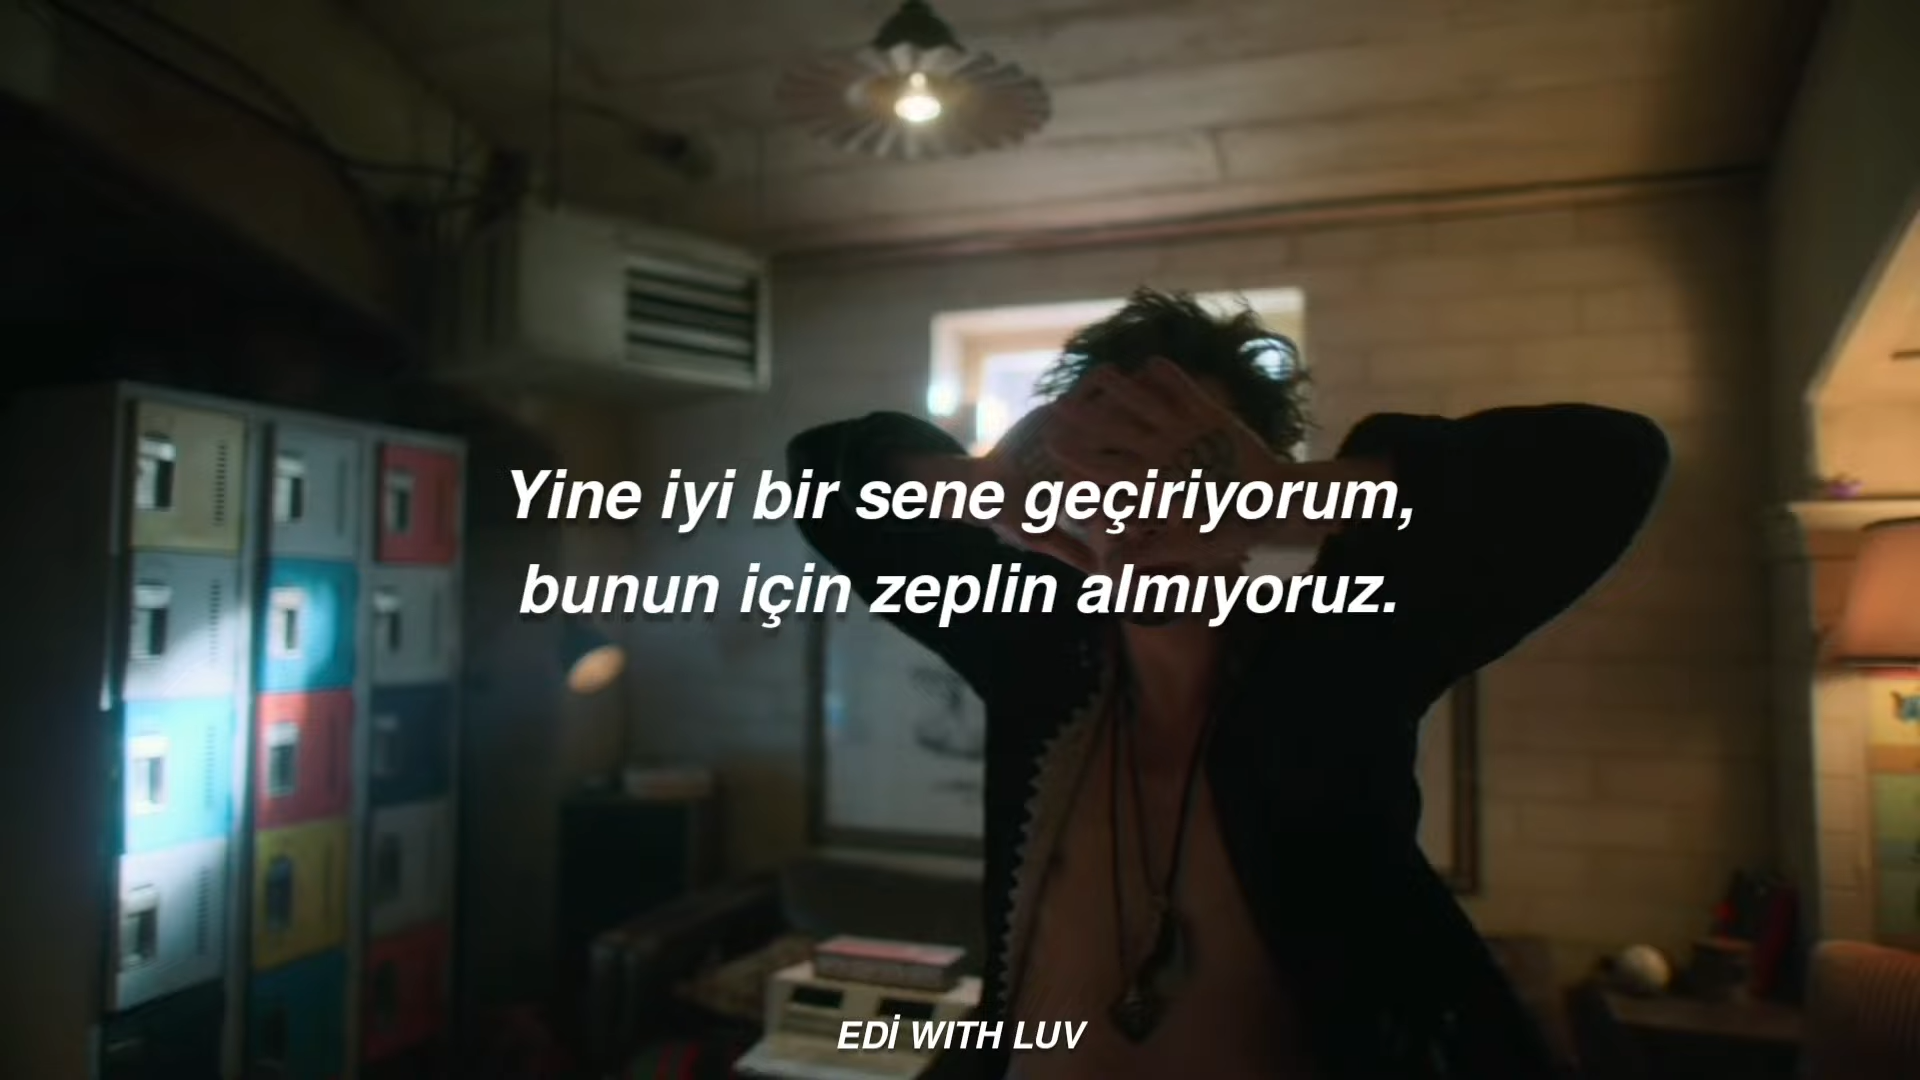 Yine iyi bir sene geçiriyorum,
bunun için zeplin almıyoruz.
EDİ WITH LUV